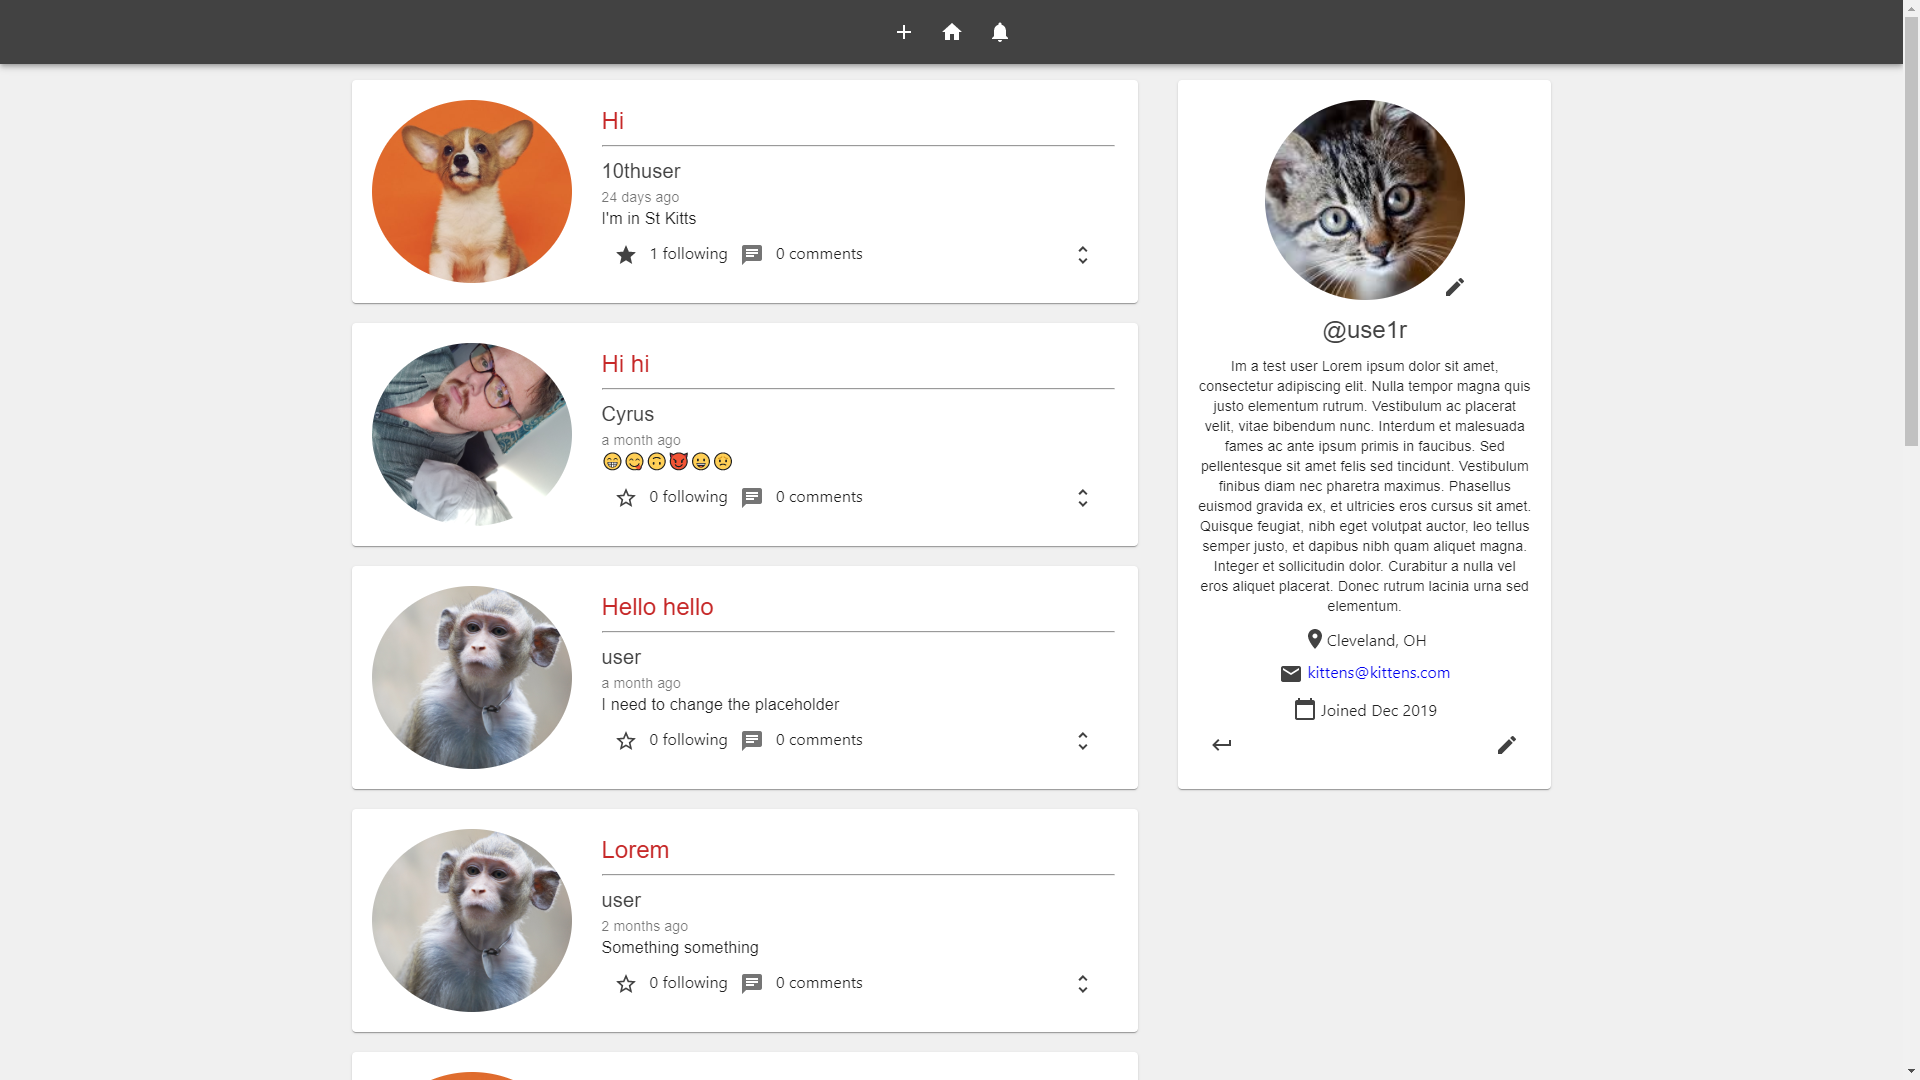 Hi
10thuser
24 days ago
I'm in St Kitts
1 following 0 comments
Hi hi
Cyrus
a month ago
😁😋🙃😈😀🙁
0 following 0 comments
Hello hello
user
a month ago
I need to change the placeholder
0 following 0 comments
Lorem
user
2 months ago
Something something
0 following 0 comments
@use1r
Im a test user Lorem ipsum dolor sit amet,
consectetur adipiscing elit. Nulla tempor magna quis
justo elementum rutrum. Vestibulum ac placerat
velit, vitae bibendum nunc. Interdum et malesuada
fames ac ante ipsum primis in faucibus. Sed
pellentesque sit amet felis sed tincidunt. Vestibulum
finibus diam nec pharetra maximus. Phasellus
euismod gravida ex, et ultricies eros cursus sit amet.
Quisque feugiat, nibh eget volutpat auctor, leo tellus
semper justo, et dapibus nibh quam aliquet magna.
Integer et sollicitudin dolor. Curabitur a nulla vel
eros aliquet placerat. Donec rutrum lacinia urna sed
elementum.
Cleveland, OH
kittens@kittens.com
Joined Dec 2019